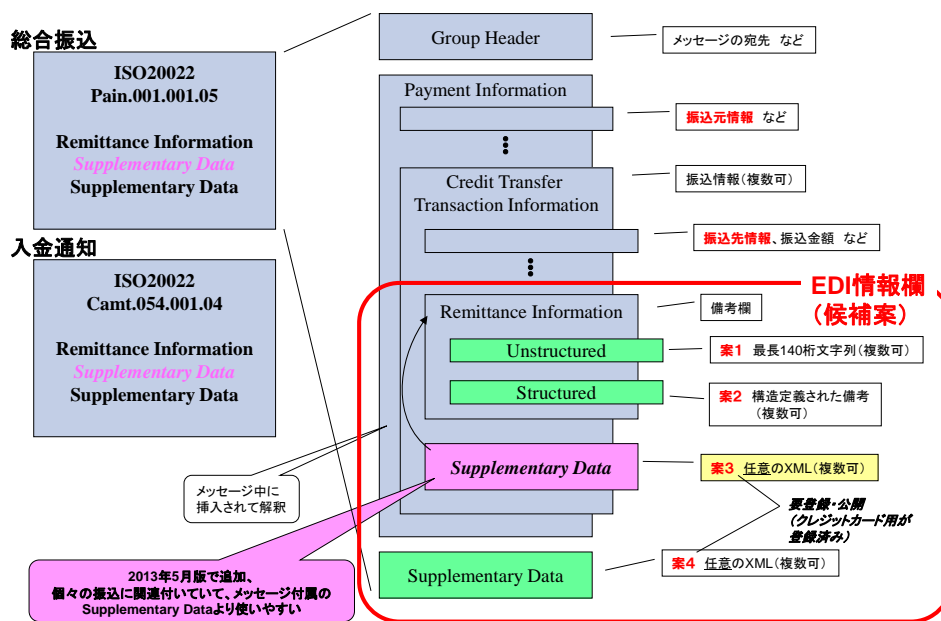 総合振込
ISO20022
Pain.001.001.05
Remittance Information
Supplementary Data
Supplementary Data
入金通知
ISO20022
Camt.054.001.04
Remittance Information
Supplementary Data
Supplementary Data
Group Header
メッセージの宛先 など
Payment Information
振込元情報 など
Credit Transfer
Transaction Information
振込情報(複数可)
振込先情報、振込金額 など
EDI情報欄
(候補案)
Remittance Information
備考欄
Unstructured
案1 最長140桁文字列(複数可)
Structured
案2 構造定義された備考
(複数可)
Supplementary Data
案3 任意のXML(複数可)
メッセージ中に
挿入されて解釈
要登録・公開
(クレジットカード用が
登録済み)
2013年5月版で追加、
個々の振込に関連付いていて、メッセージ付属の
Supplementary Dataより使いやすい
Supplementary Data
案4 任意のXML(複数可)